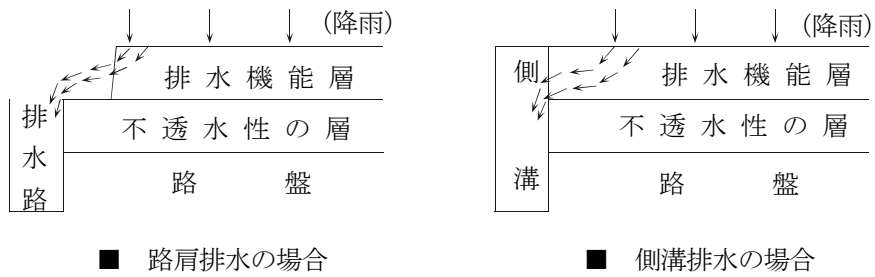 (降雨)
排水機能層
不透水性の層
排水路
路盤
■ 路肩排水の場合
(降雨)
側溝
排水機能層
不透水性の層
路盤
■ 側溝排水の場合